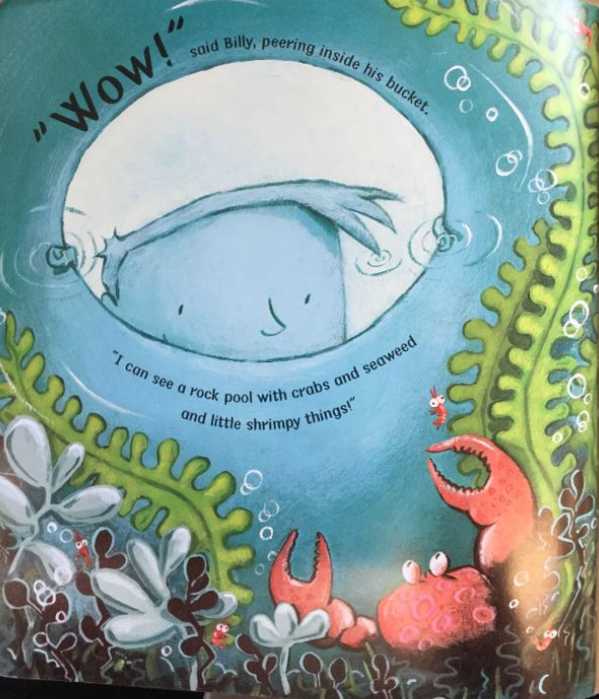 "Wow!" said Billy, peering inside his bucket.
"I can see a rock pool with crabs and seaweed
and little shrimpy things!"